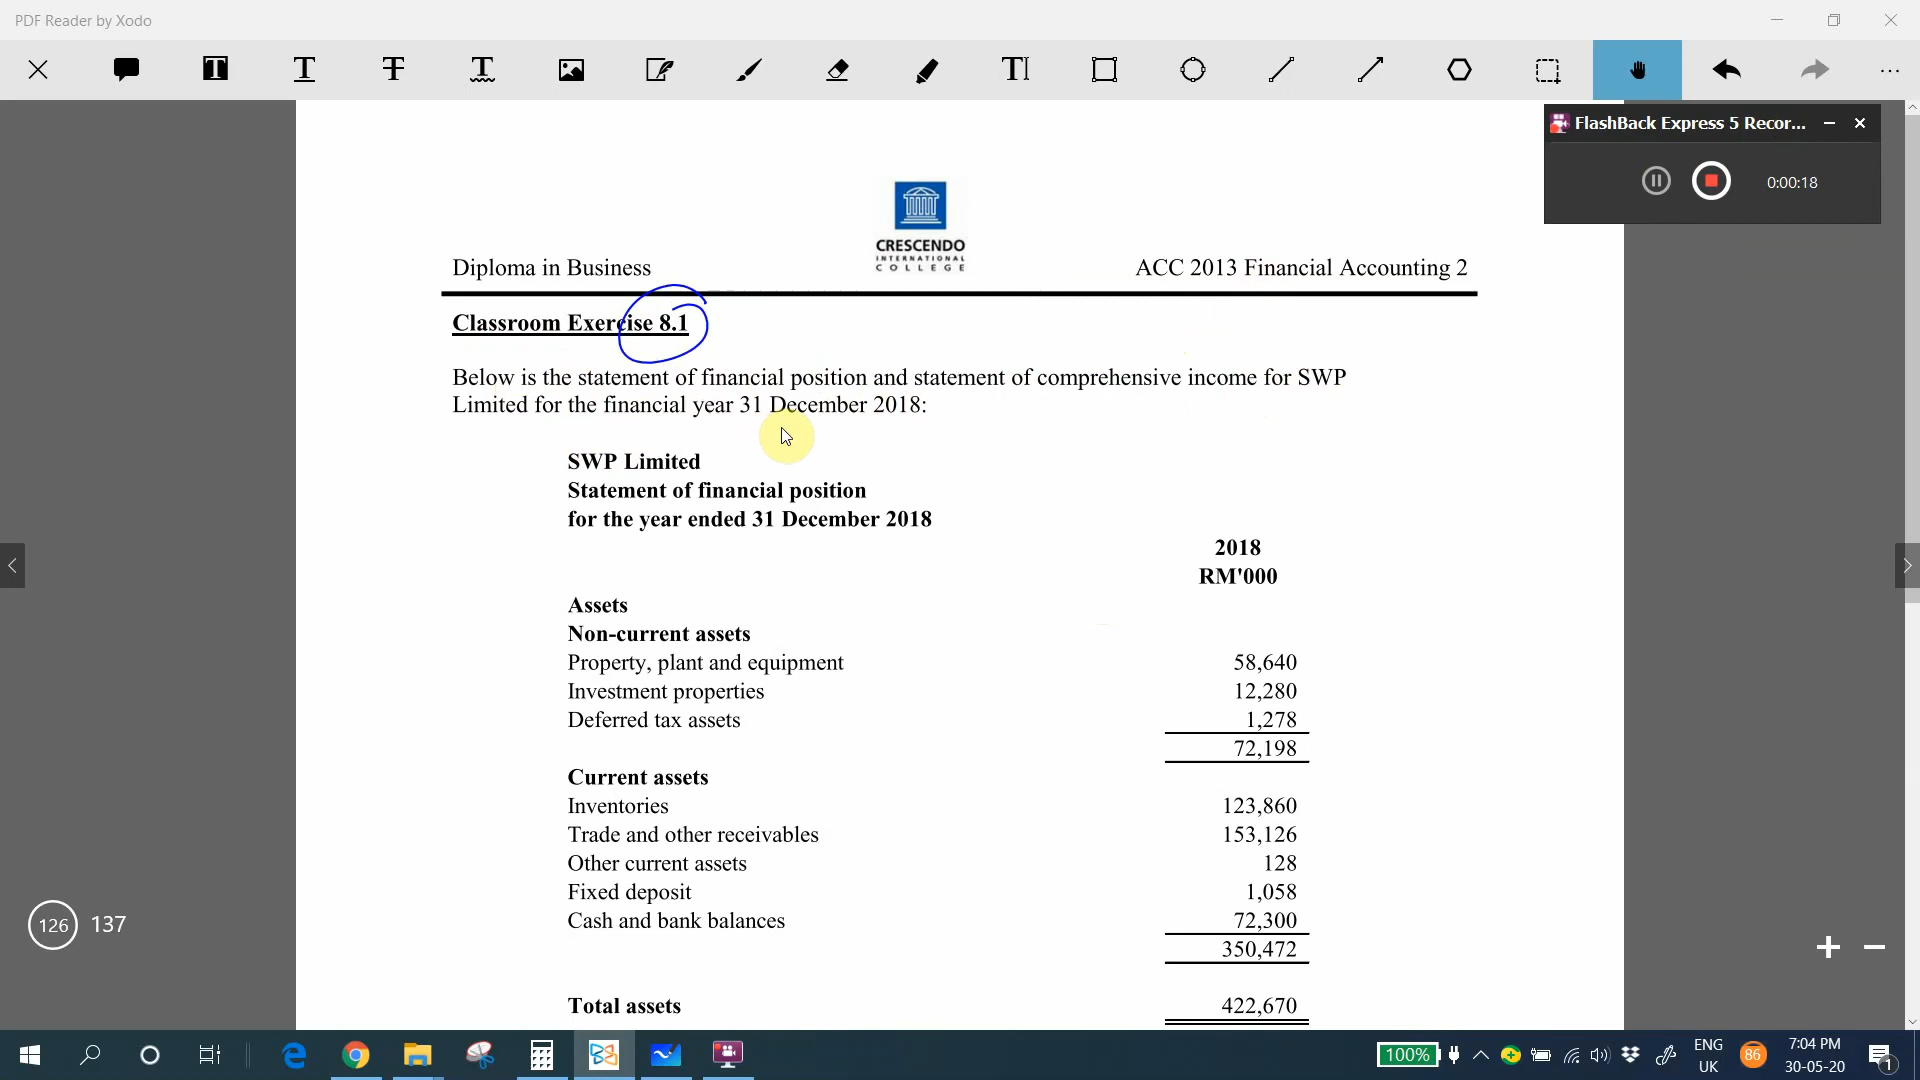 PDF Reader by Xodo
FlashBack Express 5 Recor...
0:00:18
CRESCENDO
INTERNATIONAL
COLLEGE
Diploma in Business
ACC 2013 Financial Accounting 2
Classroom Exercise 8.1
Below is the statement of financial position and statement of comprehensive income for SWP
Limited for the financial year 31 December 2018:
SWP Limited
Statement of financial position
for the year ended 31 December 2018
2018
RM'000
Assets
Non-current assets
Property, plant and equipment 58,640
Investment properties 12,280
Deferred tax assets 1,278
72,198
Current assets
Inventories 123,860
Trade and other receivables 153,126
Other current assets 128
Fixed deposit 1,058
Cash and bank balances 72,300
350,472
Total assets 422,670
126 137
100%
ENG
UK
86
7:04 PM
30-05-20
1